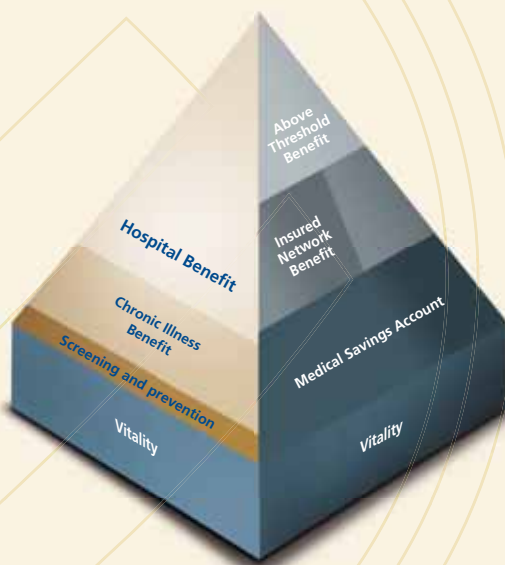 Hospital Benefit
Chronic Illness
Benefit
Screening and prevention
Vitality
Above
Threshold
Benefit
Insured
Network
Benefit
Medical Savings Account
Vitality